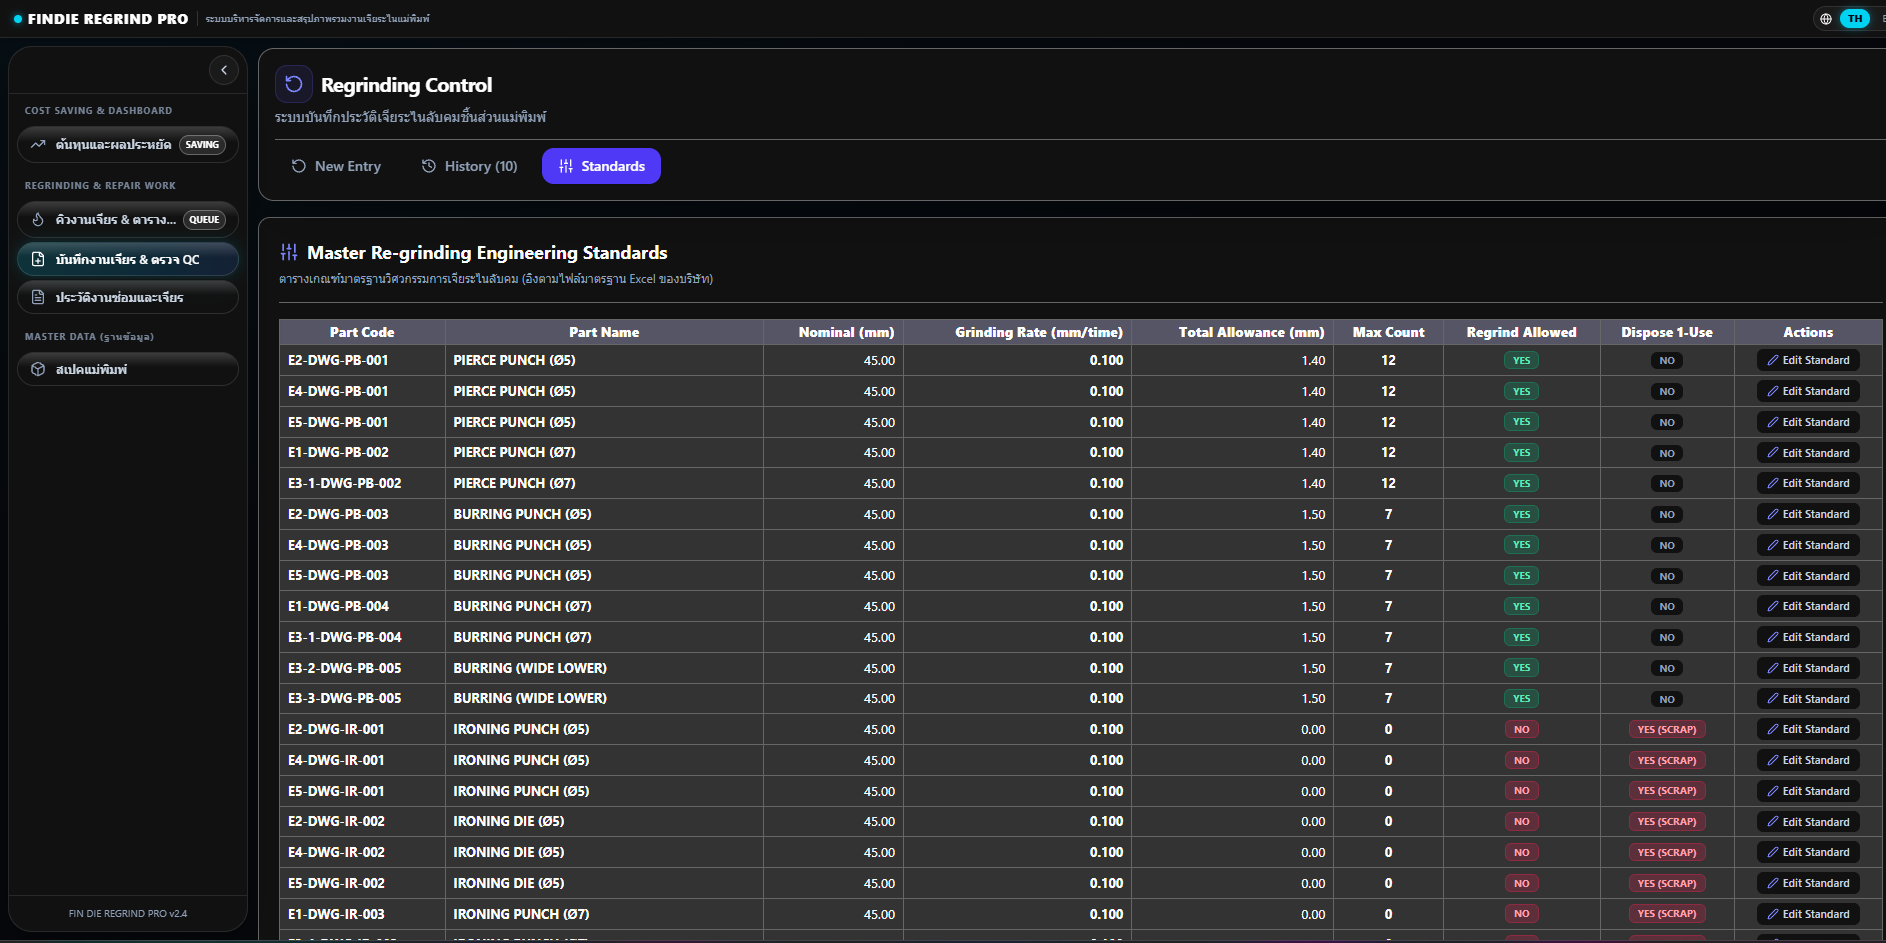 FINDIE REGRIND PRO ระบบบริหารจัดการและสรุปภาพรวมงานเจียระไนแม่พิมพ์ TH
COST SAVING & DASHBOARD
ต้นทุนและผลประหยัด SAVING
REGRINDING & REPAIR WORK
คิวงานเจียร & ตาราง... QUEUE
บันทึกงานเจียร & ตรวจ QC
ประวัติงานซ่อมและเจียร
MASTER DATA (ฐานข้อมูล)
สเปคแม่พิมพ์
FIN DIE REGRIND PRO v2.4
Regrinding Control
ระบบบันทึกประวัติเจียระไนลับคมชิ้นส่วนแม่พิมพ์
New Entry History (10) Standards
Master Re-grinding Engineering Standards
ตารางเกณฑ์มาตรฐานวิศวกรรมการเจียระไนลับคม (อิงตามไฟล์มาตรฐาน Excel ของบริษัท)
Part Code Part Name Nominal (mm) Grinding Rate (mm/time) Total Allowance (mm) Max Count Regrind Allowed Dispose 1-Use Actions
E2-DWG-PB-001 PIERCE PUNCH (Ø5) 45.00 0.100 1.40 12 YES NO Edit Standard
E4-DWG-PB-001 PIERCE PUNCH (Ø5) 45.00 0.100 1.40 12 YES NO Edit Standard
E5-DWG-PB-001 PIERCE PUNCH (Ø5) 45.00 0.100 1.40 12 YES NO Edit Standard
E1-DWG-PB-002 PIERCE PUNCH (Ø7) 45.00 0.100 1.40 12 YES NO Edit Standard
E3-1-DWG-PB-002 PIERCE PUNCH (Ø7) 45.00 0.100 1.40 12 YES NO Edit Standard
E2-DWG-PB-003 BURRING PUNCH (Ø5) 45.00 0.100 1.50 7 YES NO Edit Standard
E4-DWG-PB-003 BURRING PUNCH (Ø5) 45.00 0.100 1.50 7 YES NO Edit Standard
E5-DWG-PB-003 BURRING PUNCH (Ø5) 45.00 0.100 1.50 7 YES NO Edit Standard
E1-DWG-PB-004 BURRING PUNCH (Ø7) 45.00 0.100 1.50 7 YES NO Edit Standard
E3-1-DWG-PB-004 BURRING PUNCH (Ø7) 45.00 0.100 1.50 7 YES NO Edit Standard
E3-2-DWG-PB-005 BURRING (WIDE LOWER) 45.00 0.100 1.50 7 YES NO Edit Standard
E3-3-DWG-PB-005 BURRING (WIDE LOWER) 45.00 0.100 1.50 7 YES NO Edit Standard
E2-DWG-IR-001 IRONING PUNCH (Ø5) 45.00 0.100 0.00 0 NO YES (SCRAP) Edit Standard
E4-DWG-IR-001 IRONING PUNCH (Ø5) 45.00 0.100 0.00 0 NO YES (SCRAP) Edit Standard
E5-DWG-IR-001 IRONING PUNCH (Ø5) 45.00 0.100 0.00 0 NO YES (SCRAP) Edit Standard
E2-DWG-IR-002 IRONING DIE (Ø5) 45.00 0.100 0.00 0 NO YES (SCRAP) Edit Standard
E4-DWG-IR-002 IRONING DIE (Ø5) 45.00 0.100 0.00 0 NO YES (SCRAP) Edit Standard
E5-DWG-IR-002 IRONING DIE (Ø5) 45.00 0.100 0.00 0 NO YES (SCRAP) Edit Standard
E1-DWG-IR-003 IRONING PUNCH (Ø7) 45.00 0.100 0.00 0 NO YES (SCRAP) Edit Standard